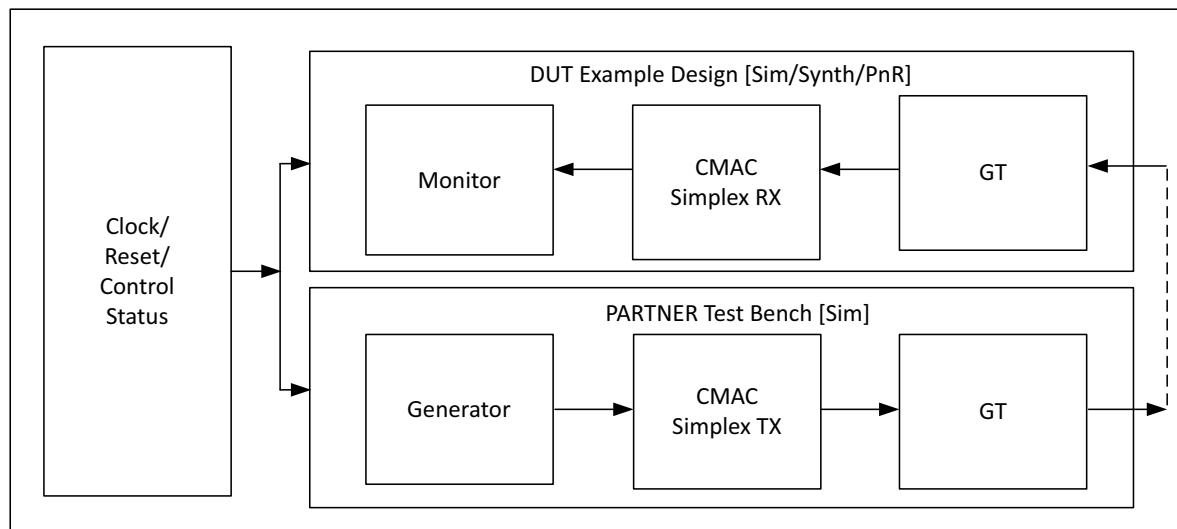 Clock/
Reset/
Control
Status
DUT Example Design [Sim/Synth/PnR]
Monitor
CMAC
Simplex RX
GT
PARTNER Test Bench [Sim]
Generator
CMAC
Simplex TX
GT